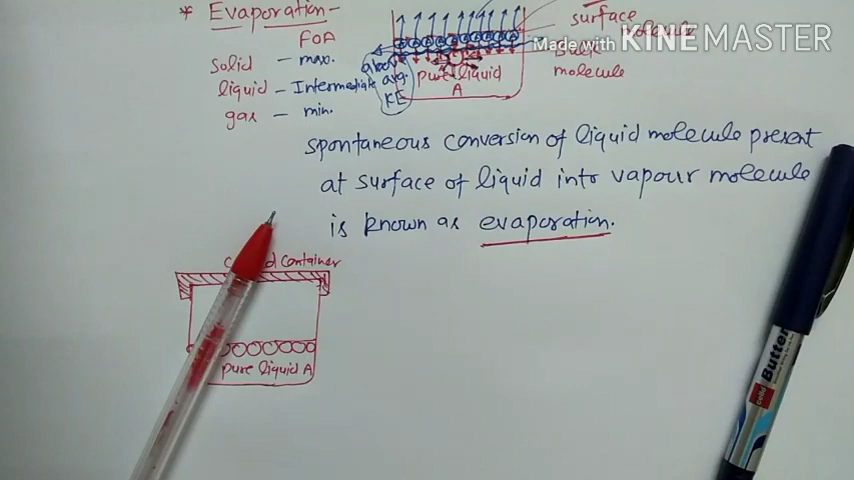 * Evaporation-
FOA
solid - max.
liquid - Intermediate
gas - min.
surface
molecule
Made with KINEMASTER
molecule
avg.
KE
pure liquid
A
spontaneous conversion of liquid molecule present
at surface of liquid into vapour molecule
is known as evaporation.
container
pure liquid A
cello Butter